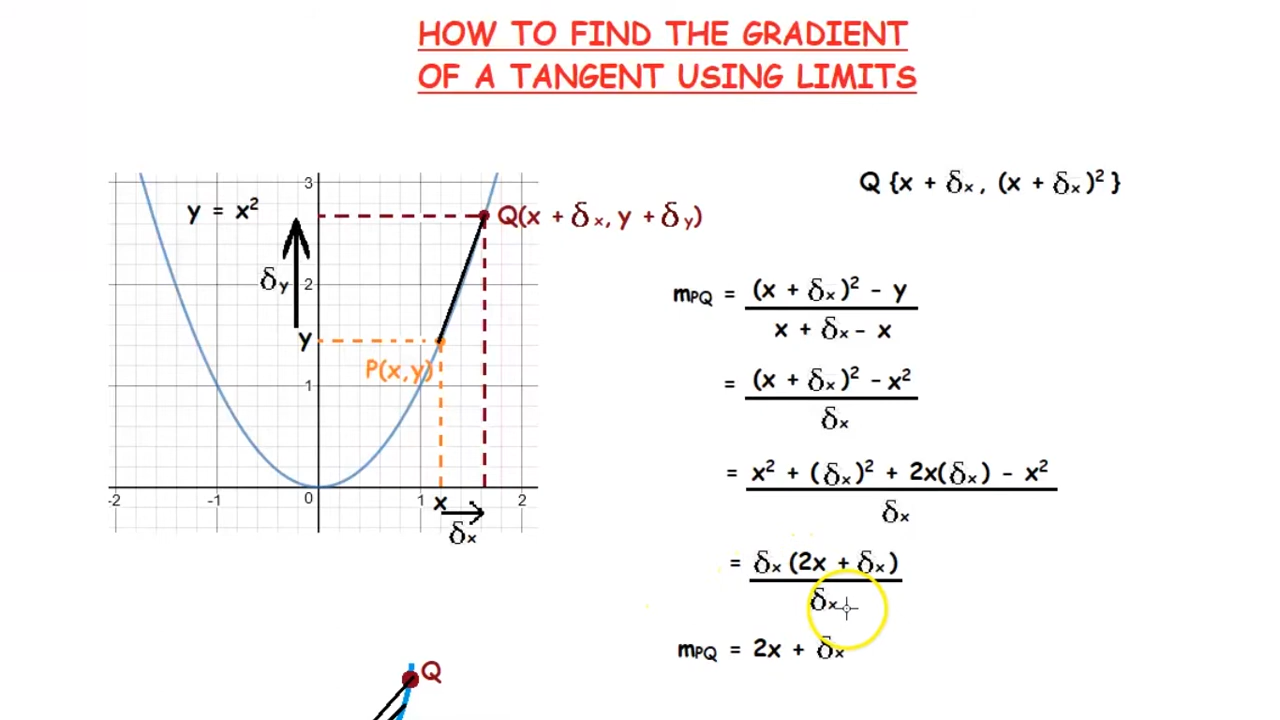 HOW TO FIND THE GRADIENT
OF A TANGENT USING LIMITS
Q {x + δx, (x + δx)² }
y = x²
3
Q(x + δx, y + δy)
δy
2
y
P(x,y)
1
-2 -1 0 1 2
x
δx
mPQ = (x + δx)² - y
x + δx - x
= (x + δx)² - x²
δx
= x² + (δx)² + 2x(δx) - x²
δx
= δx (2x + δx)
δx
mPQ = 2x + δx
Q